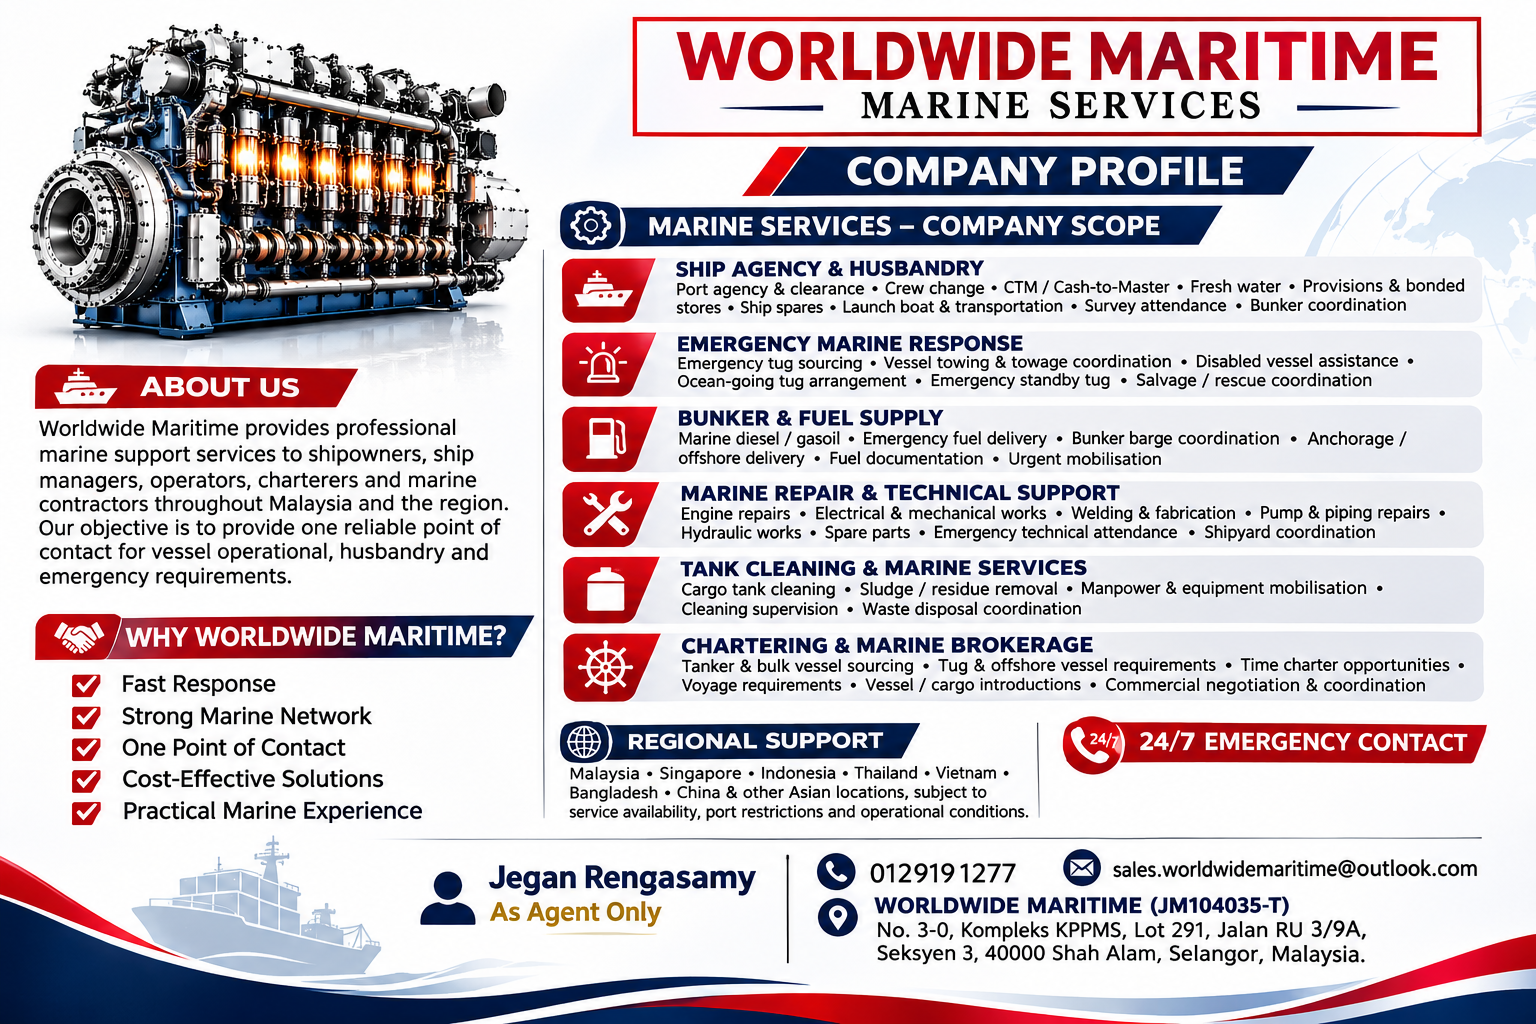 WORLDWIDE MARITIME
MARINE SERVICES
COMPANY PROFILE
MARINE SERVICES – COMPANY SCOPE
SHIP AGENCY & HUSBANDRY
Port agency & clearance • Crew change • CTM / Cash-to-Master • Fresh water • Provisions & bonded
stores • Ship spares • Launch boat & transportation • Survey attendance • Bunker coordination
EMERGENCY MARINE RESPONSE
Emergency tug sourcing • Vessel towing & towage coordination • Disabled vessel assistance •
Ocean-going tug arrangement • Emergency standby tug • Salvage / rescue coordination
BUNKER & FUEL SUPPLY
Marine diesel / gasoil • Emergency fuel delivery • Bunker barge coordination • Anchorage /
offshore delivery • Fuel documentation • Urgent mobilisation
MARINE REPAIR & TECHNICAL SUPPORT
Engine repairs • Electrical & mechanical works • Welding & fabrication • Pump & piping repairs •
Hydraulic works • Spare parts • Emergency technical attendance • Shipyard coordination
TANK CLEANING & MARINE SERVICES
Cargo tank cleaning • Sludge / residue removal • Manpower & equipment mobilisation •
Cleaning supervision • Waste disposal coordination
CHARTERING & MARINE BROKERAGE
Tanker & bulk vessel sourcing • Tug & offshore vessel requirements • Time charter opportunities •
Voyage requirements • Vessel / cargo introductions • Commercial negotiation & coordination
ABOUT US
Worldwide Maritime provides professional
marine support services to shipowners, ship
managers, operators, charterers and marine
contractors throughout Malaysia and the region.
Our objective is to provide one reliable point of
contact for vessel operational, husbandry and
emergency requirements.
WHY WORLDWIDE MARITIME?
Fast Response
Strong Marine Network
One Point of Contact
Cost-Effective Solutions
Practical Marine Experience
REGIONAL SUPPORT
Malaysia • Singapore • Indonesia • Thailand • Vietnam •
Bangladesh • China & other Asian locations, subject to
service availability, port restrictions and operational conditions.
24/7
24/7 EMERGENCY CONTACT
Jegan Rengasamy
As Agent Only
0129191277
sales.worldwidemaritime@outlook.com
WORLDWIDE MARITIME (JM104035-T)
No. 3-0, Kompleks KPPMS, Lot 291, Jalan RU 3/9A,
Seksyen 3, 40000 Shah Alam, Selangor, Malaysia.